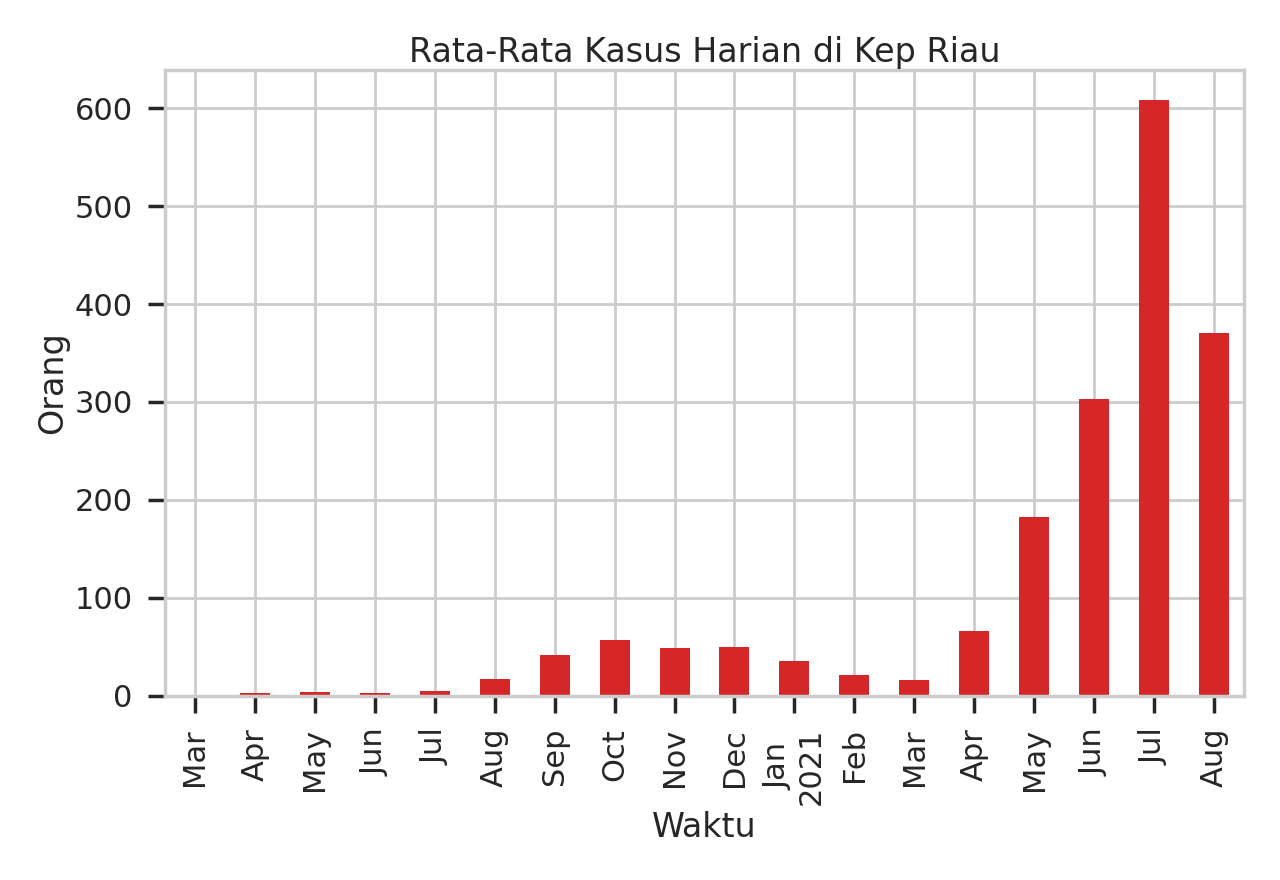 Rata-Rata Kasus Harian di Kep Riau
600
500
400
300
200
100
0
Orang
Mar
Apr
May
Jun
Jul
Aug
Sep
Oct
Nov
Dec
Jan
2021
Feb
Mar
Apr
May
Jun
Jul
Aug
Waktu